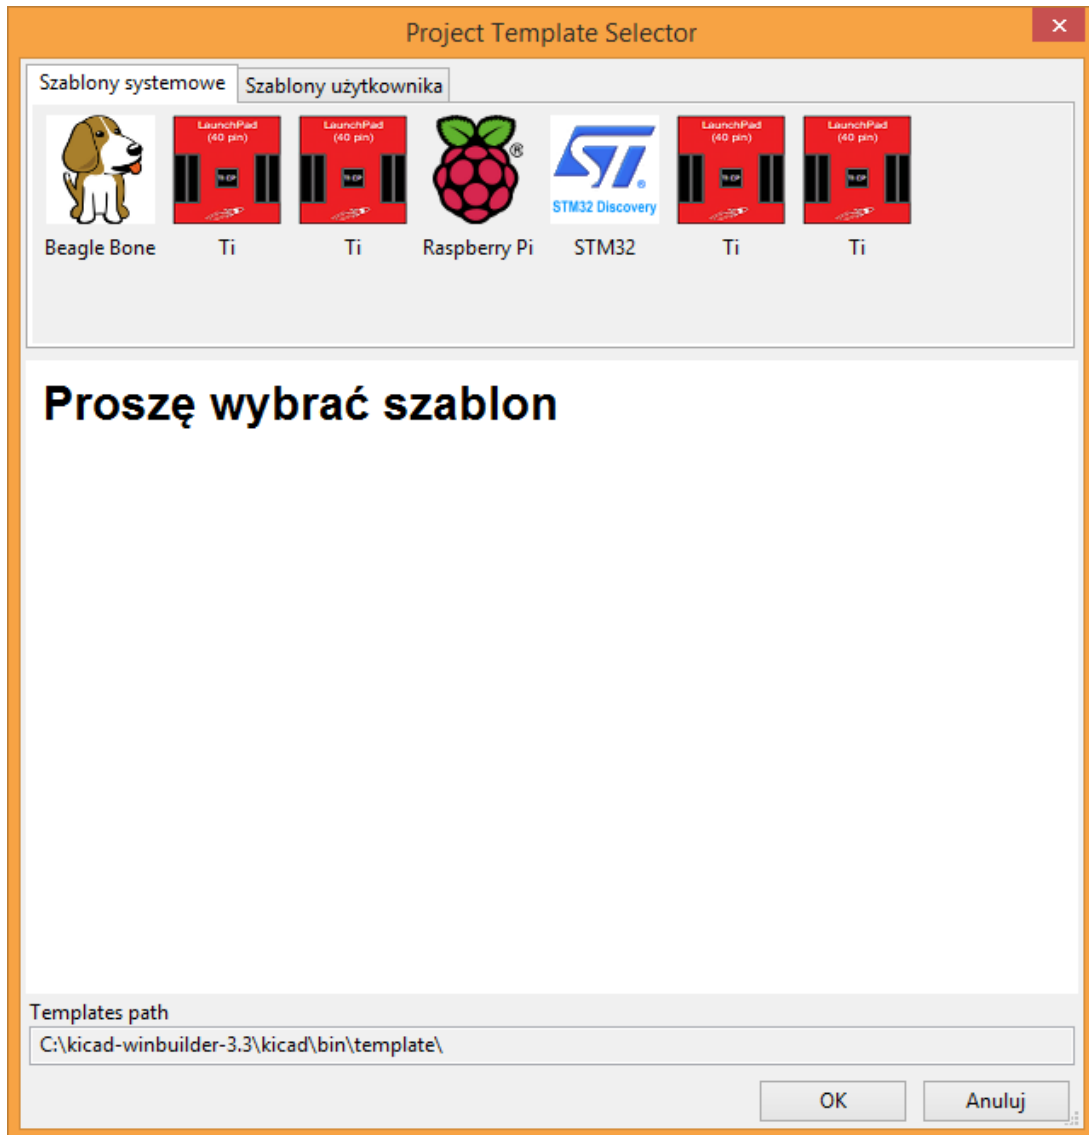 Project Template Selector
Szablony systemowe Szablony użytkownika
LaunchPad
(40 pin)
LaunchPad
(40 pin)
®
STM32 Discovery
LaunchPad
(40 pin)
LaunchPad
(40 pin)
Beagle Bone Ti Ti Raspberry Pi STM32 Ti Ti
Proszę wybrać szablon
Templates path
C:\kicad-winbuilder-3.3\kicad\bin\template\
OK Anuluj